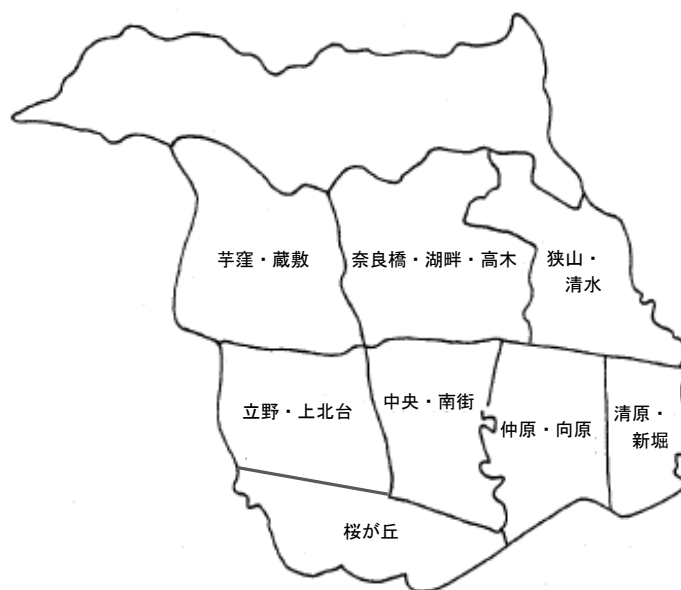 芋窪・蔵敷
奈良橋・湖畔・高木
狭山・
清水
立野・上北台
中央・南街
仲原・向原
清原・
新堀
桜が丘